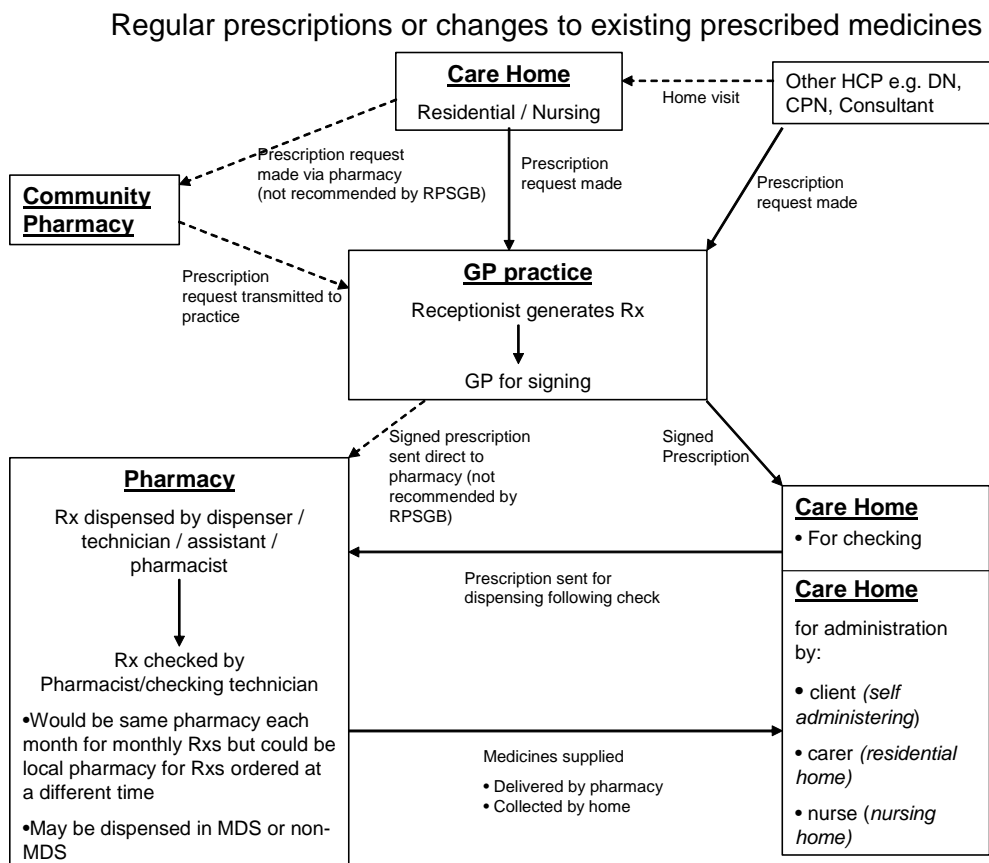 Regular prescriptions or changes to existing prescribed medicines
Care Home
Residential / Nursing
Home visit
Other HCP e.g. DN,
CPN, Consultant
Prescription request
made via pharmacy
(not recommended by RPSGB)
Prescription
request made
Prescription
request made
Community
Pharmacy
Prescription
request transmitted to
practice
GP practice
Receptionist generates Rx
GP for signing
Signed prescription
sent direct to
pharmacy (not
recommended by
RPSGB)
Signed
Prescription
Pharmacy
Rx dispensed by dispenser /
technician / assistant /
pharmacist
Rx checked by
Pharmacist/checking technician
•Would be same pharmacy each
month for monthly Rxs but could be
local pharmacy for Rxs ordered at
a different time
•May be dispensed in MDS or non-
MDS
Care Home
• For checking
Prescription sent for
dispensing following check
Care Home
for administration
by:
• client (self
administering)
• carer (residential
home)
• nurse (nursing
home)
Medicines supplied
• Delivered by pharmacy
• Collected by home